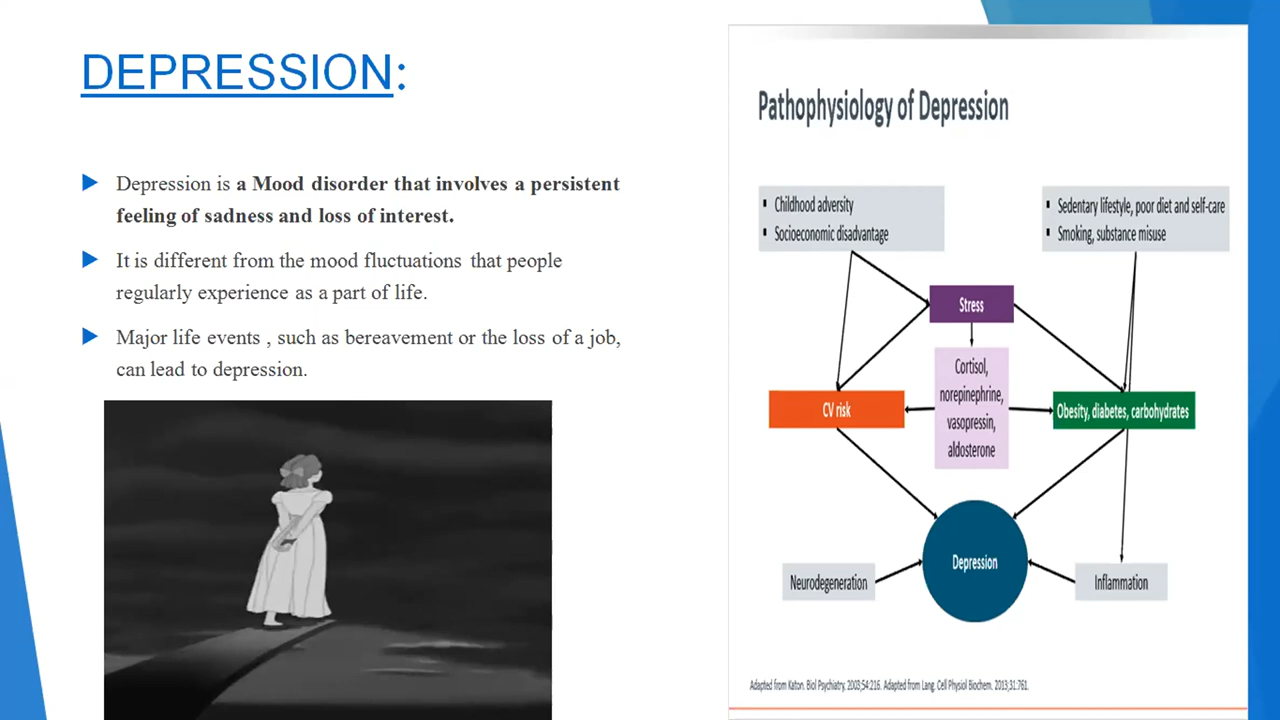 DEPRESSION:
Depression is a Mood disorder that involves a persistent
feeling of sadness and loss of interest.
It is different from the mood fluctuations that people
regularly experience as a part of life.
Major life events , such as bereavement or the loss of a job,
can lead to depression.
Pathophysiology of Depression
Childhood adversity
Socioeconomic disadvantage
Sedentary lifestyle, poor diet and self-care
Smoking, substance misuse
Stress
Cortisol,
norepinephrine,
vasopressin,
aldosterone
CV risk
Obesity, diabetes, carbohydrates
Depression
Neurodegeneration
Inflammation
Adapted from Katon. Biol Psychiatry. 2003;54:216. Adapted from Lang. Cell Physiol Biochem. 2013;31:761.